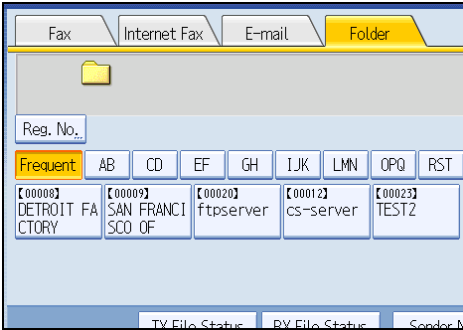 Fax Internet Fax E-mail Folder
Reg. No.
Frequent AB CD EF GH IJK LMN OPQ RST
【00008】 【00009】 【00020】 【00012】 【00023】
DETROIT FA SAN FRANCI ftpserver cs-server TEST2
CTORY SCO OF
TX File Status RX File Status Sender